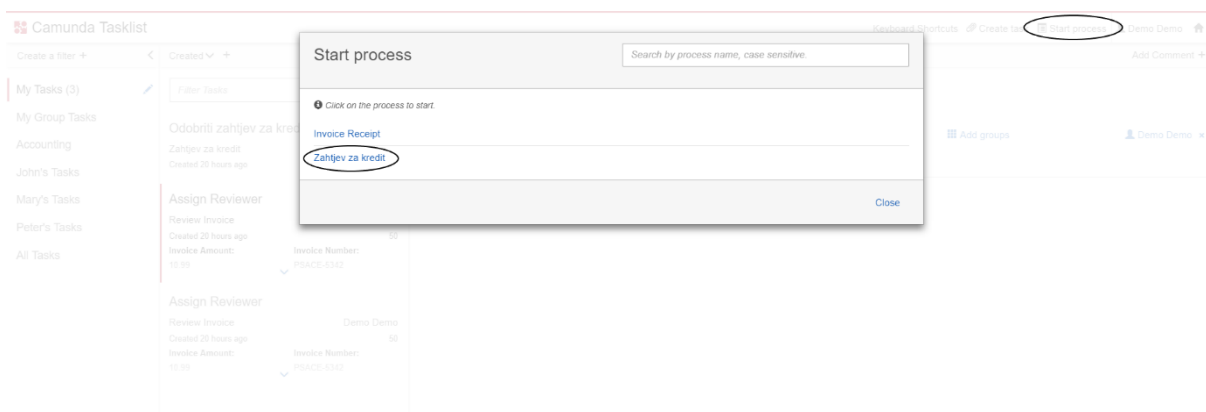 Camunda Tasklist
Keyboard Shortcuts Create task Start process Demo Demo
Create a filter +
Created +
Add Comment +
Start process
Search by process name, case sensitive.
Click on the process to start.
Invoice Receipt
Zahtjev za kredit
Close
My Tasks (3)
My Group Tasks
Accounting
John's Tasks
Mary's Tasks
Peter's Tasks
All Tasks
Filter Tasks
Odobriti zahtjev za
Zahtjev za kredit
Created 20 hours ago
Add groups
Demo Demo
Assign Reviewer
Review Invoice
Created 20 hours ago 50
Invoice Amount: Invoice Number:
10.99
Assign Reviewer
Review Invoice Demo Demo
Created 20 hours ago 50
Invoice Amount: Invoice Number:
10.99